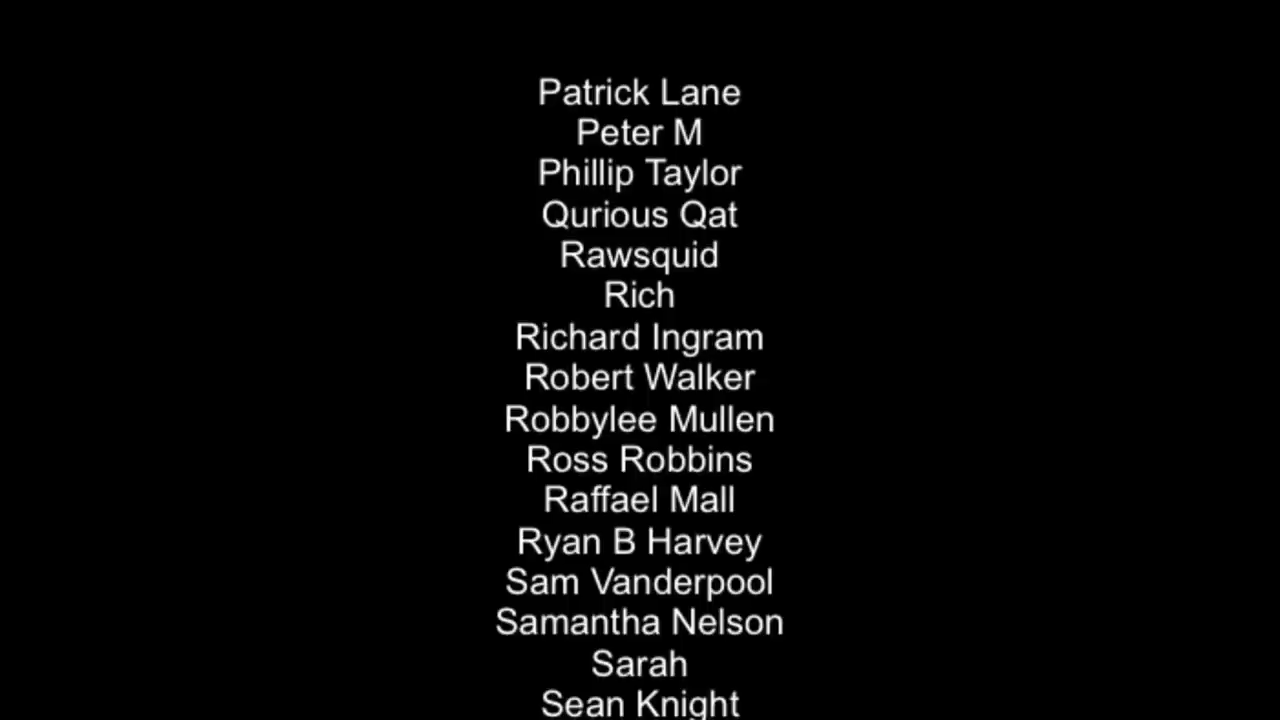 Patrick Lane
Peter M
Phillip Taylor
Qurious Qat
Rawsquid
Rich
Richard Ingram
Robert Walker
Robbylee Mullen
Ross Robbins
Raffael Mall
Ryan B Harvey
Sam Vanderpool
Samantha Nelson
Sarah
Sean Knight